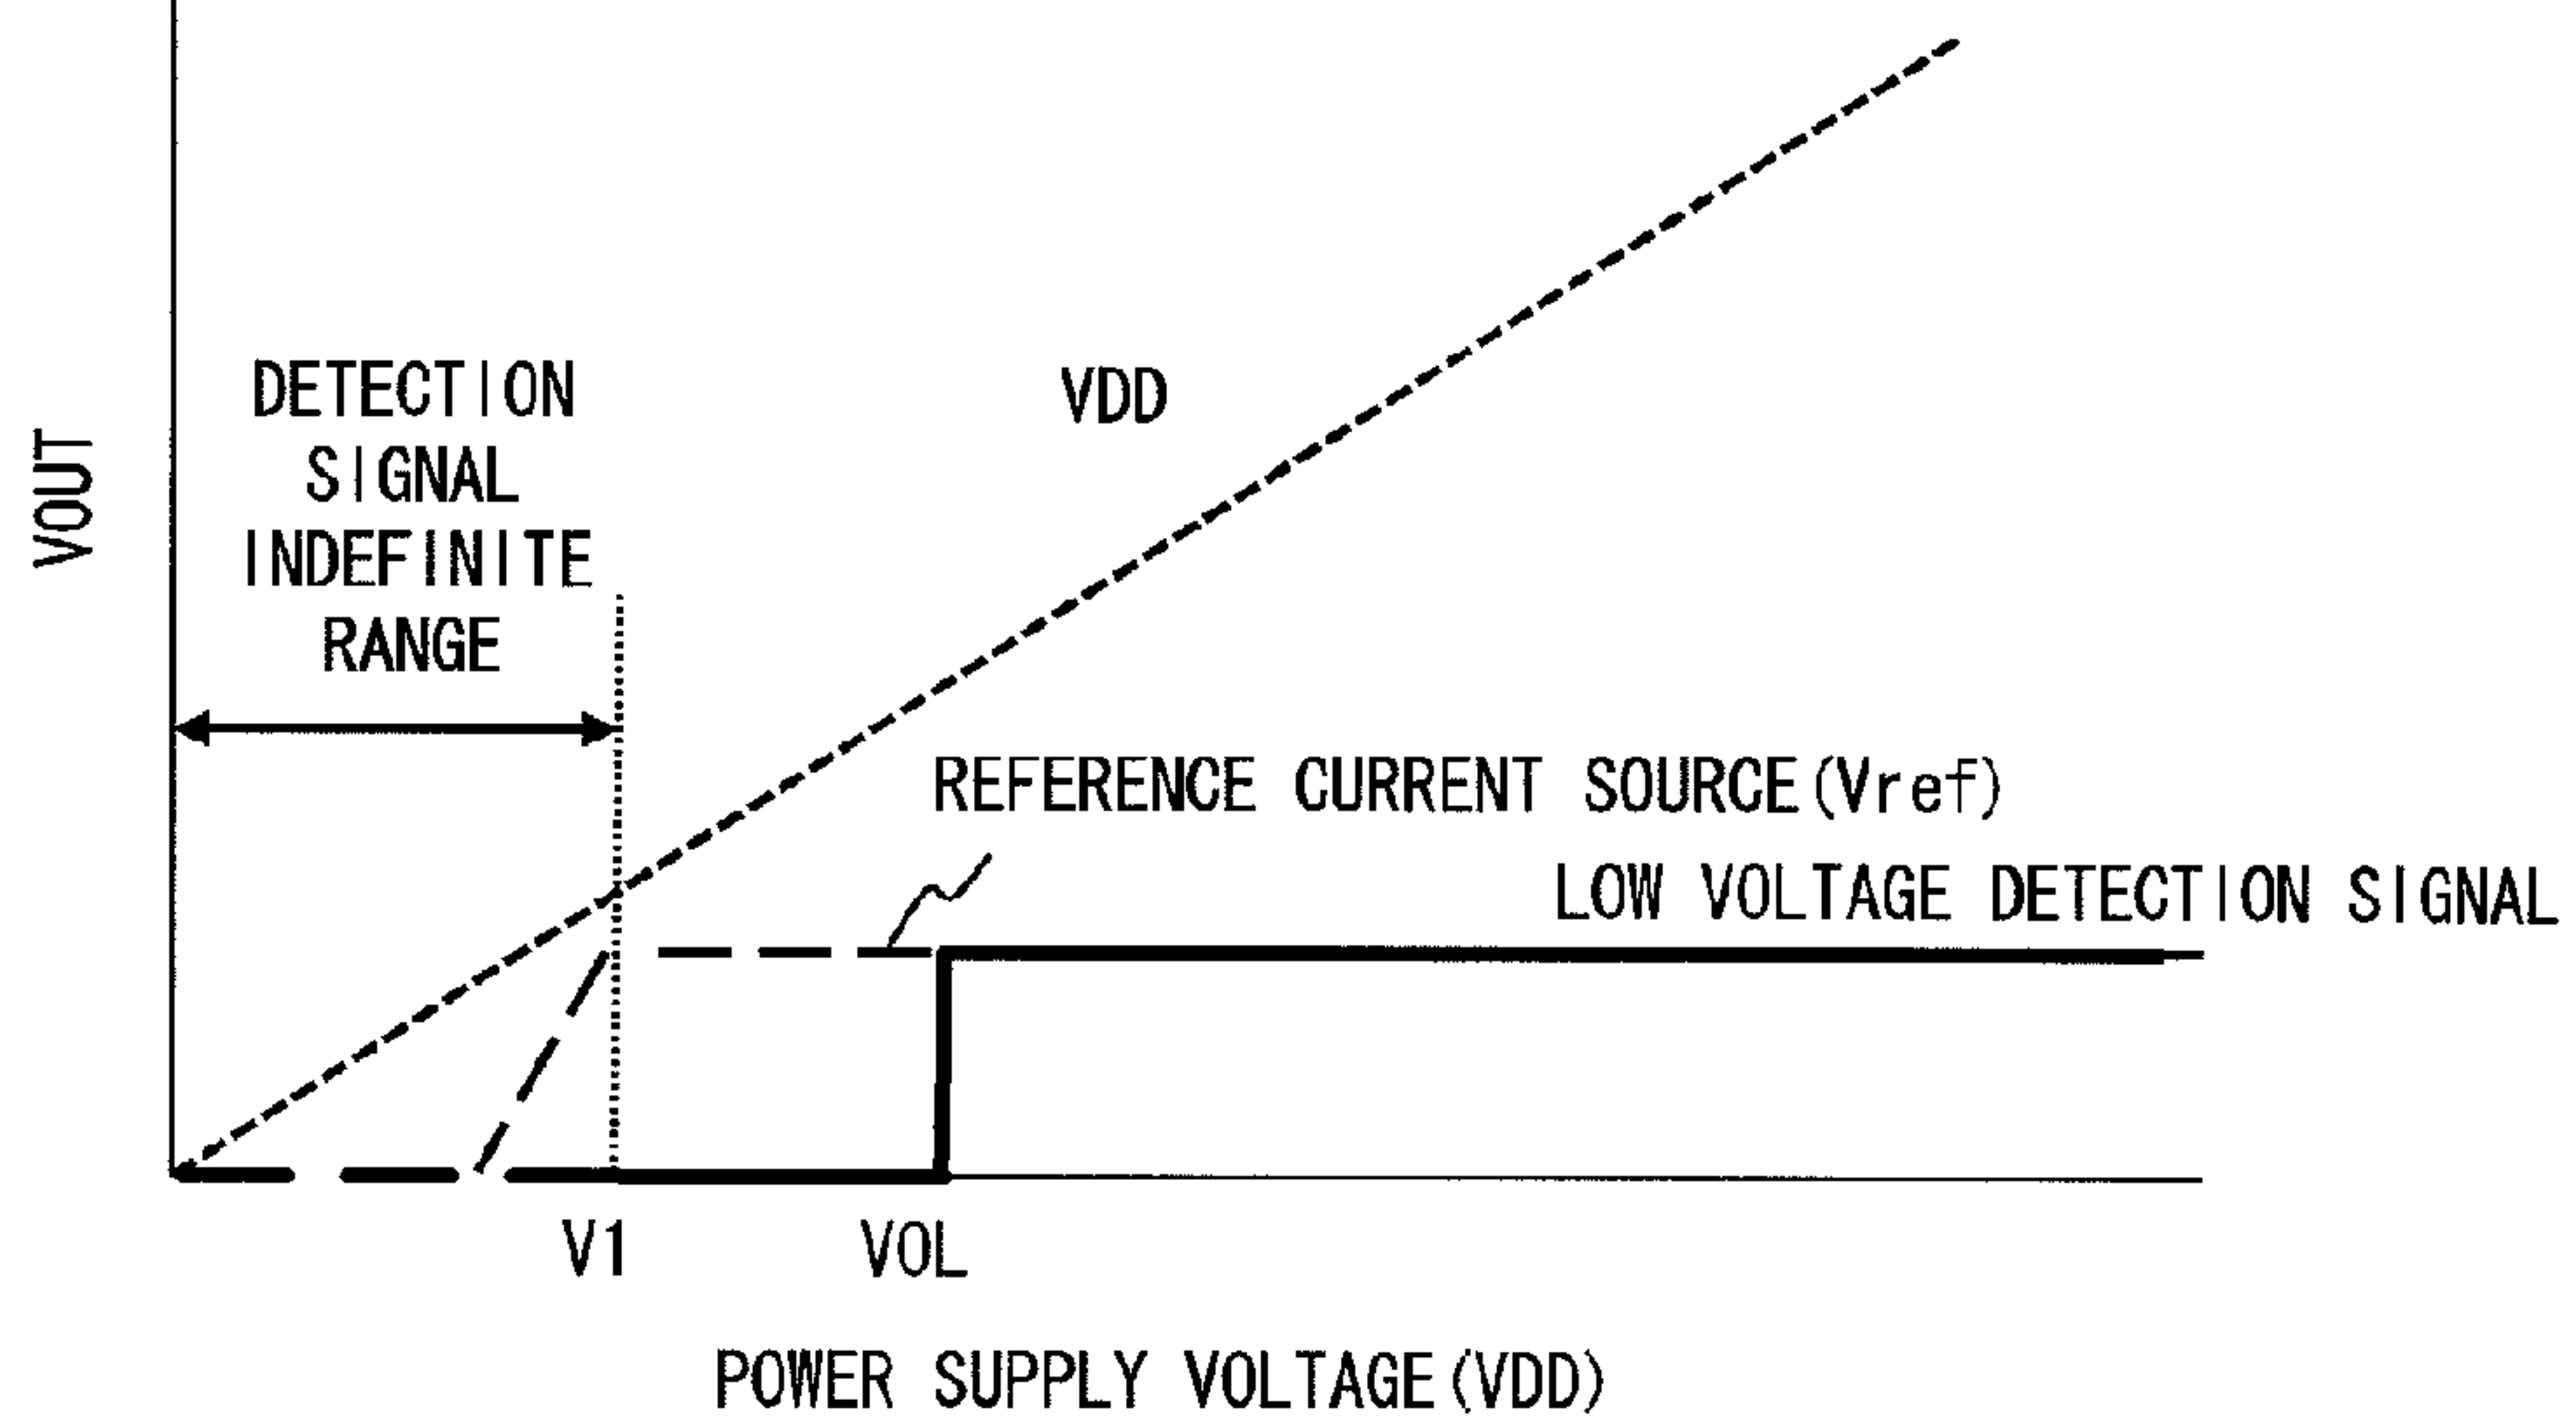 DETECTION
SIGNAL
INDEFINITE
RANGE
VOUT
VDD
REFERENCE CURRENT SOURCE(Vref)
LOW VOLTAGE DETECTION SIGNAL
V1
VOL
POWER SUPPLY VOLTAGE(VDD)